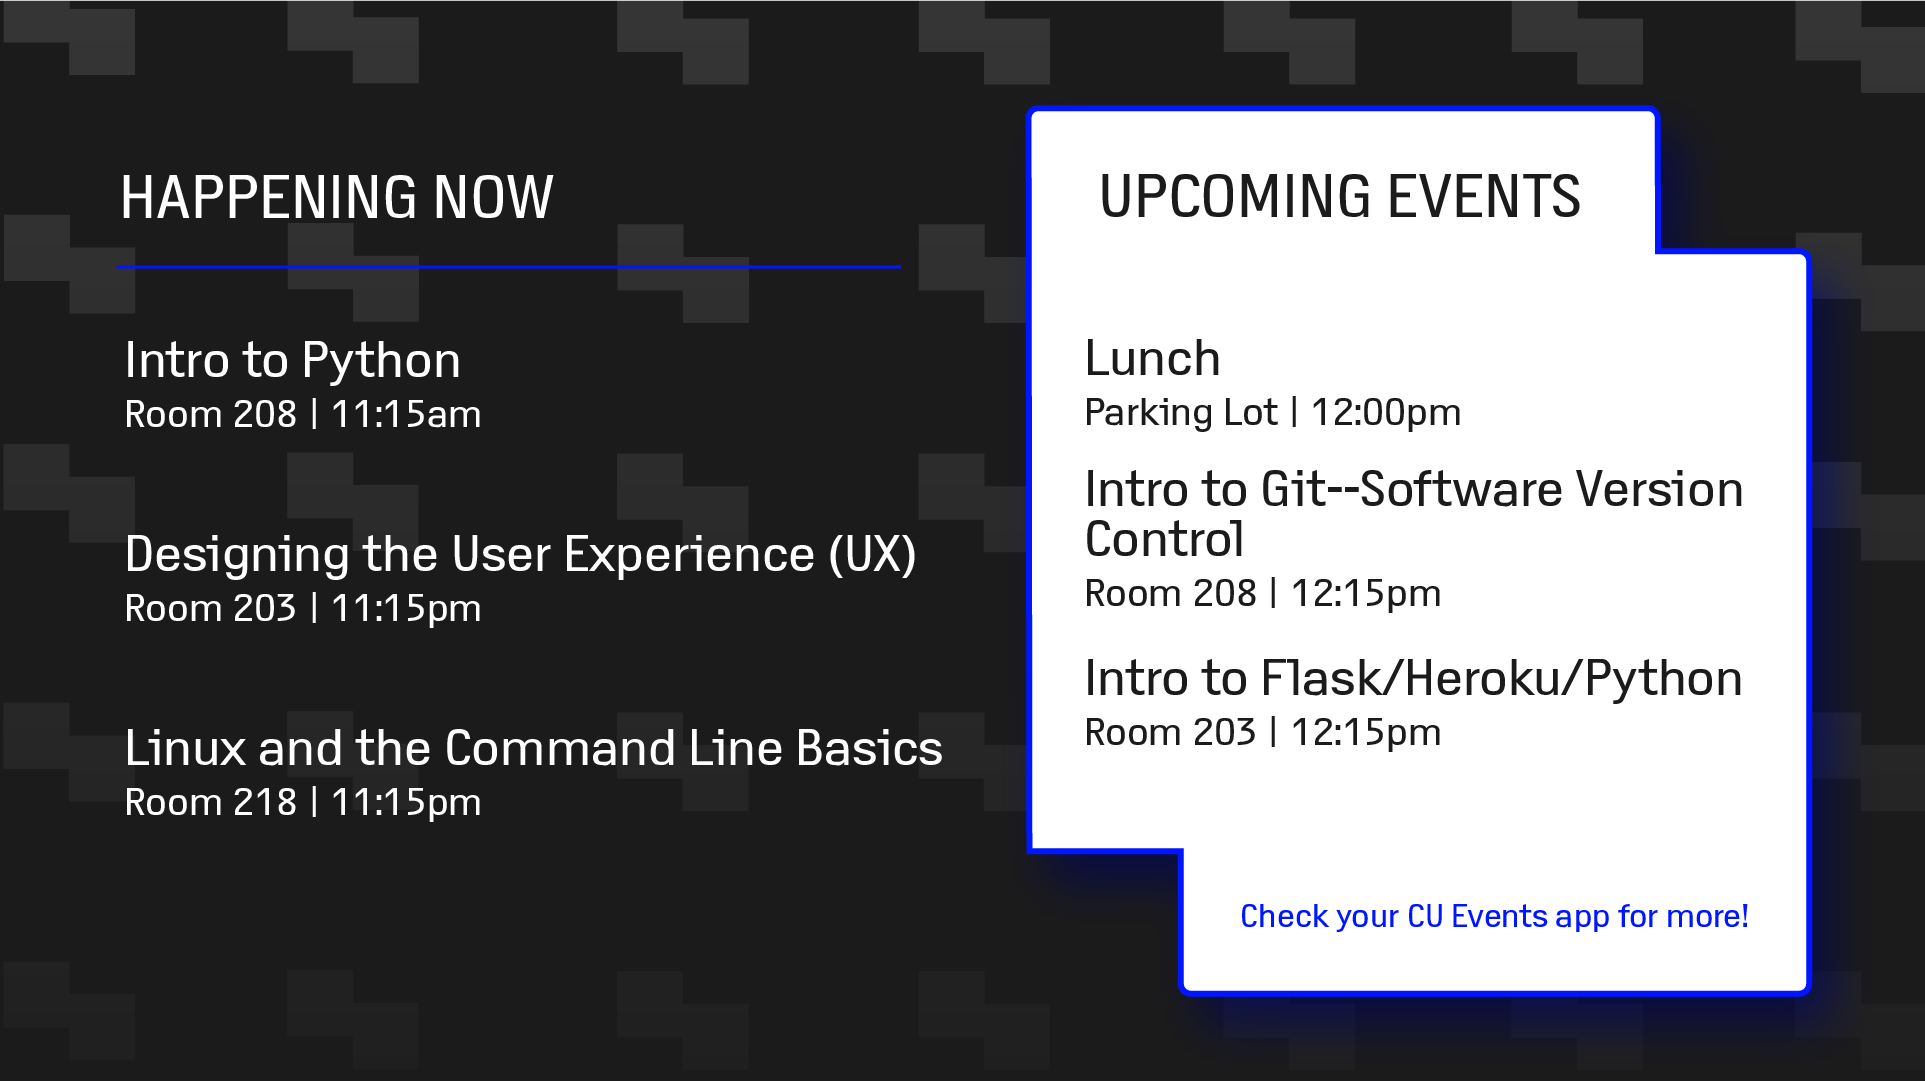 HAPPENING NOW
Intro to Python
Room 208 | 11:15am
Designing the User Experience (UX)
Room 203 | 11:15pm
Linux and the Command Line Basics
Room 218 | 11:15pm
UPCOMING EVENTS
Lunch
Parking Lot | 12:00pm
Intro to Git--Software Version
Control
Room 208 | 12:15pm
Intro to Flask/Heroku/Python
Room 203 | 12:15pm
Check your CU Events app for more!